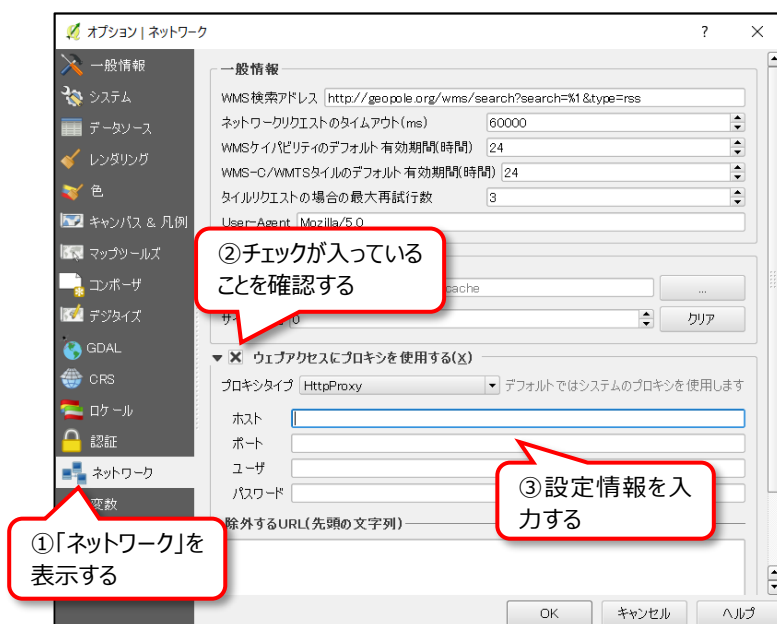 オプション | ネットワーク
? ×
一般情報
システム
データソース
レンダリング
色
キャンバス & 凡例
マップツールズ
コンポーザ
デジタイズ
GDAL
CRS
ロケール
認証
ネットワーク
変数
一般情報
WMS検索アドレス http://geopole.org/wms/search?search=%1&type=rss
ネットワークリクエストのタイムアウト(ms) 60000
WMSケイパビリティのデフォルト有効期間(時間) 24
WMS-C/WMTSタイルのデフォルト有効期間(時間) 24
タイルリクエストの場合の最大再試行数 3
User-Agent Mozilla/5.0
cache ...
0 クリア
ウェブアクセスにプロキシを使用する(X)
プロキシタイプ HttpProxy デフォルトではシステムのプロキシを使用します
ホスト
ポート
ユーザ
パスワード
除外するURL(先頭の文字列)
OK キャンセル ヘルプ
①「ネットワーク」を
表示する
②チェックが入っている
ことを確認する
③設定情報を入
力する